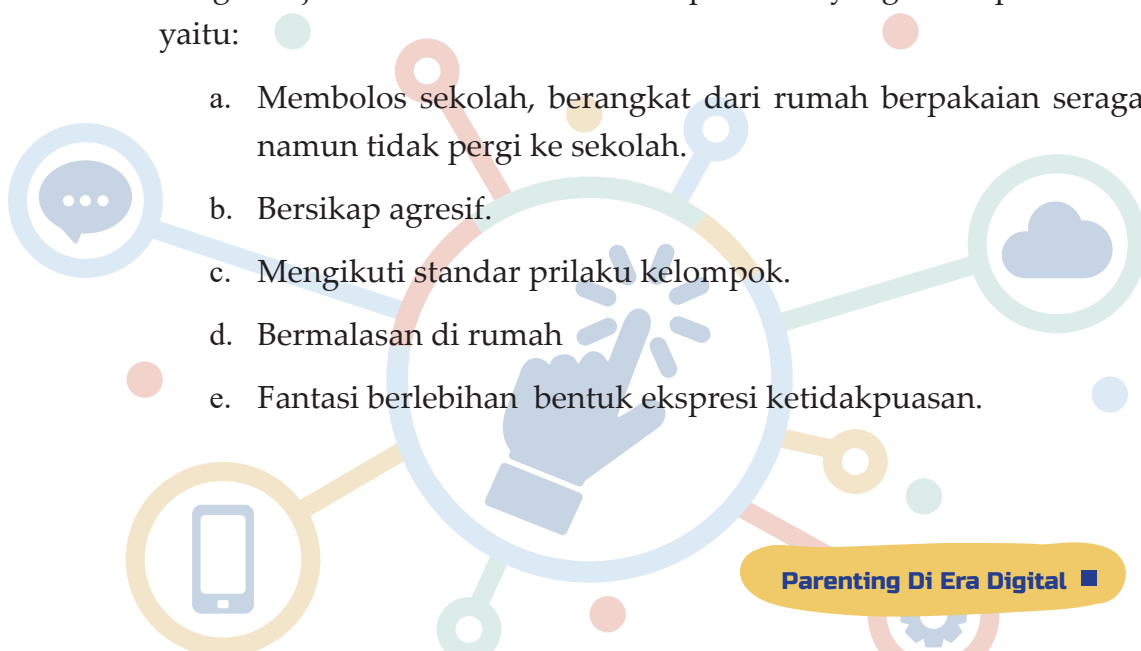 yaitu:
a. Membolos sekolah, berangkat dari rumah berpakaian seraga
namun tidak pergi ke sekolah.
b. Bersikap agresif.
c. Mengikuti standar prilaku kelompok.
d. Bermalasan di rumah
e. Fantasi berlebihan bentuk ekspresi ketidakpuasan.
Parenting Di Era Digital